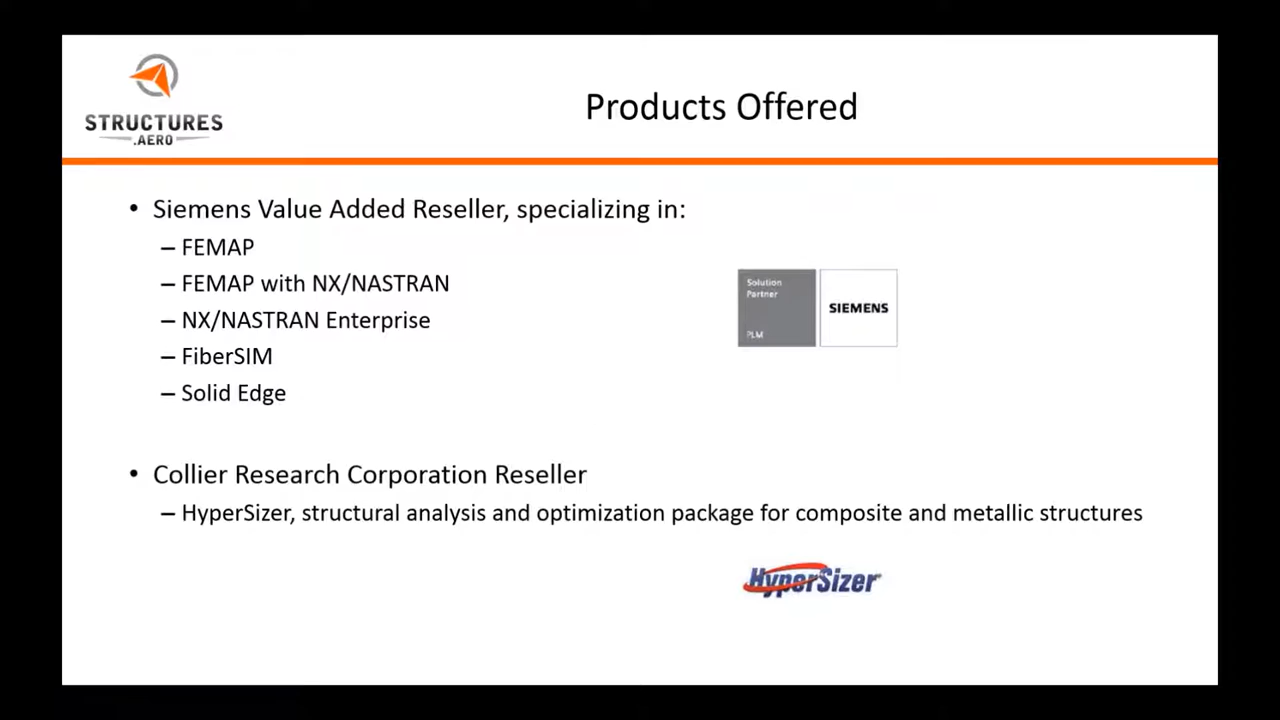 STRUCTURES
.AERO
Products Offered
• Siemens Value Added Reseller, specializing in:
– FEMAP
– FEMAP with NX/NASTRAN
– NX/NASTRAN Enterprise
– FiberSIM
– Solid Edge
Solution
Partner
PLM
SIEMENS
• Collier Research Corporation Reseller
– HyperSizer, structural analysis and optimization package for composite and metallic structures
HyperSizer